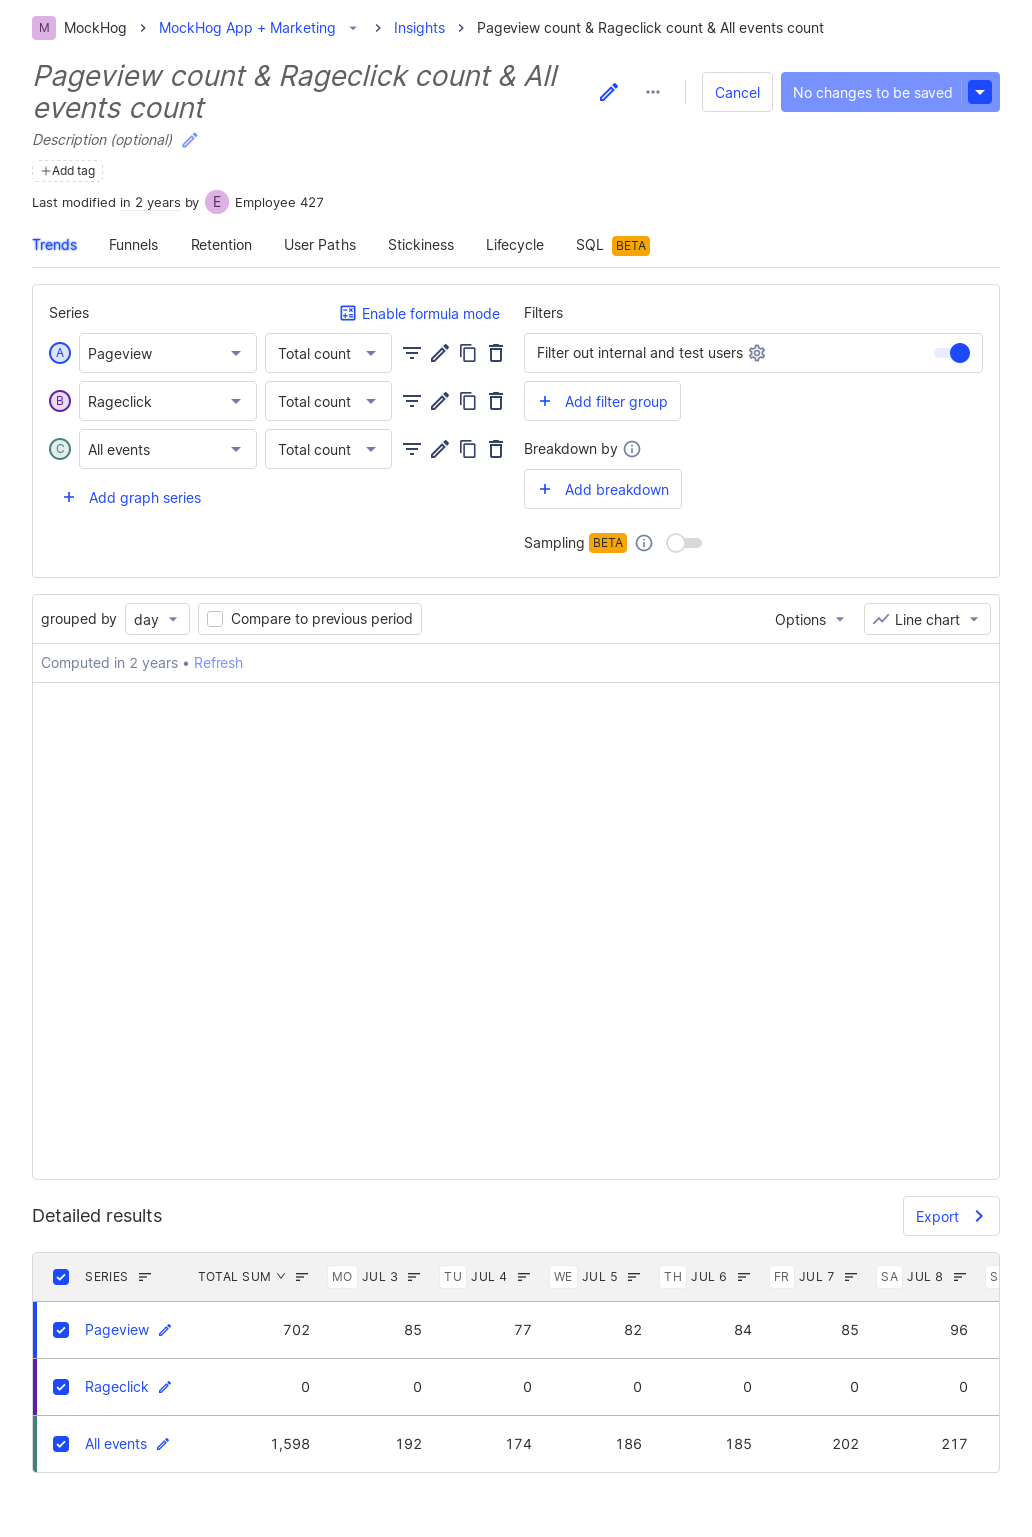 M MockHog > MockHog App + Marketing > Insights > Pageview count & Rageclick count & All events count
Pageview count & Rageclick count & All
events count
Cancel
No changes to be saved
Description (optional)
Add tag
Last modified in 2 years by E Employee 427
Trends Funnels Retention User Paths Stickiness Lifecycle SQL BETA
Series
Enable formula mode
A Pageview Total count
B Rageclick Total count
C All events Total count
Add graph series
Filters
Filter out internal and test users
Add filter group
Breakdown by
Add breakdown
Sampling BETA
grouped by day Compare to previous period Options Line chart
Computed in 2 years • Refresh
Detailed results Export
SERIES TOTAL SUM MO JUL 3 TU JUL 4 WE JUL 5 TH JUL 6 FR JUL 7 SA JUL 8 S
Pageview 702 85 77 82 84 85 96
Rageclick 0 0 0 0 0 0 0
All events 1,598 192 174 186 185 202 217